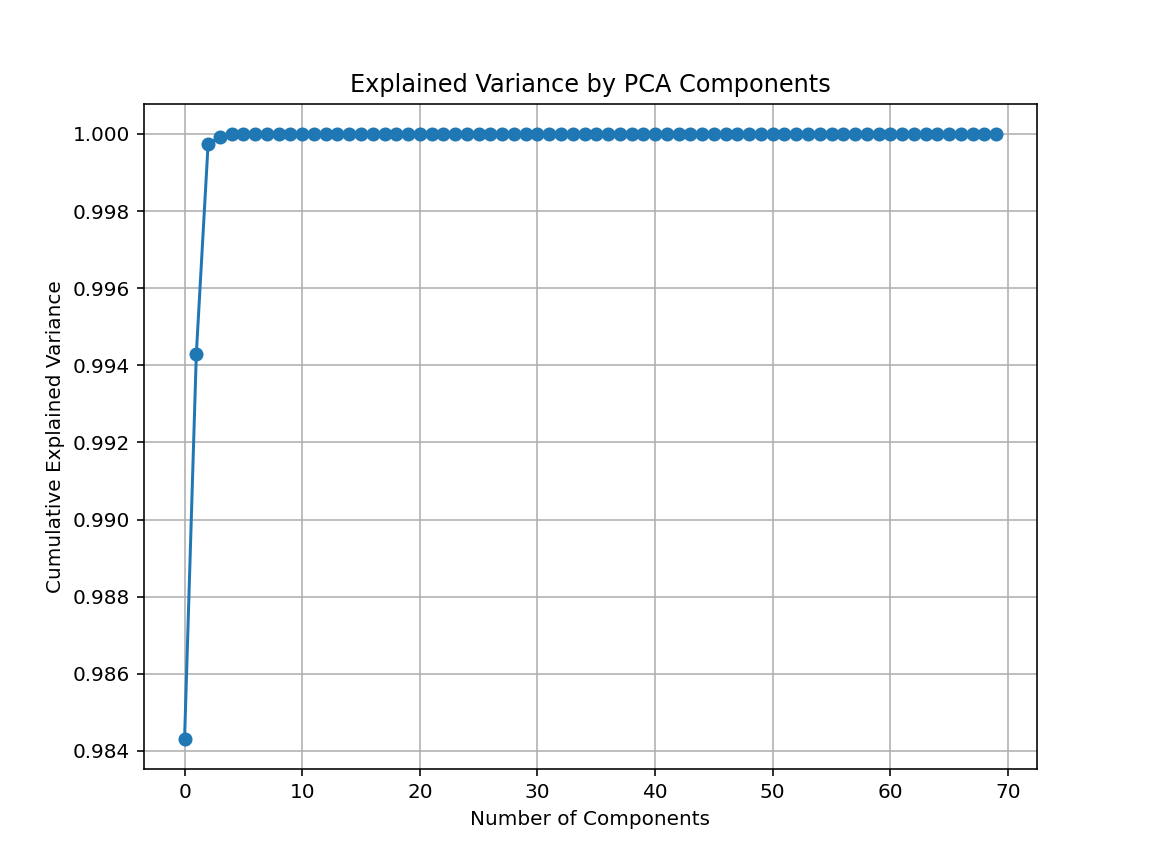 Explained Variance by PCA Components
Cumulative Explained Variance
1.000
0.998
0.996
0.994
0.992
0.990
0.988
0.986
0.984
0 10 20 30 40 50 60 70
Number of Components